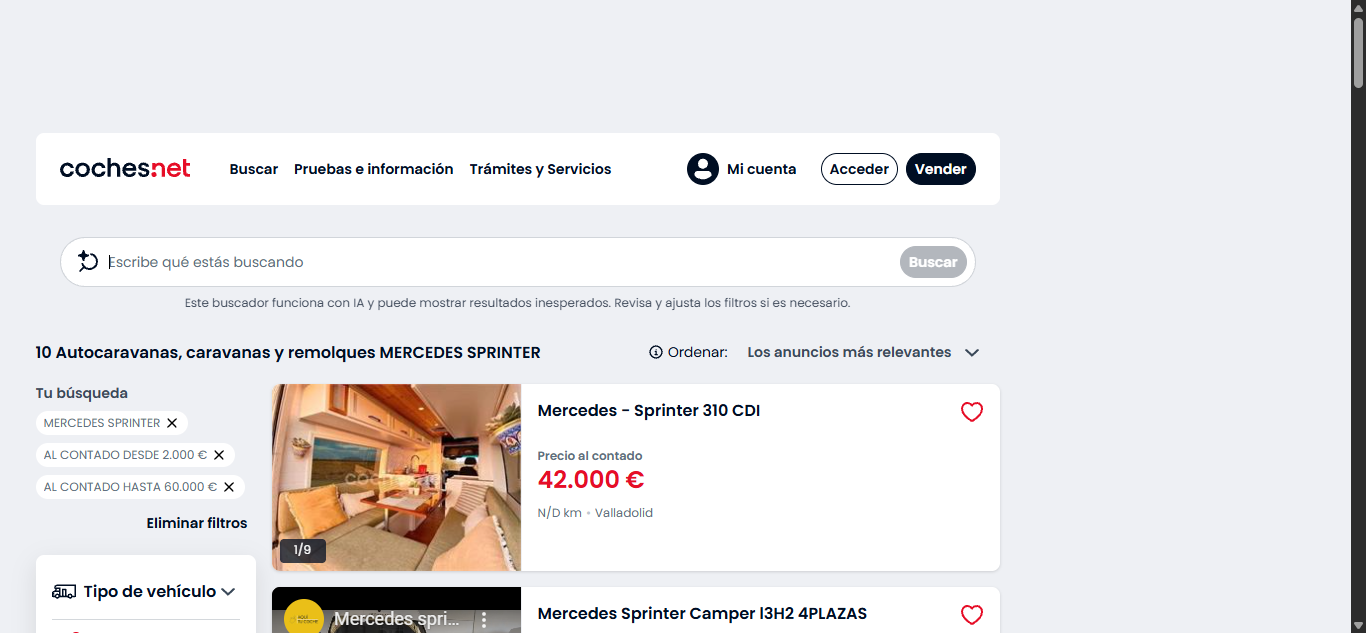 cochesnet
Buscar
Pruebas e información
Trámites y Servicios
Mi cuenta
Acceder
Vender
Escribe qué estás buscando
Buscar
Este buscador funciona con IA y puede mostrar resultados inesperados. Revisa y ajusta los filtros si es necesario.
10 Autocaravanas, caravanas y remolques MERCEDES SPRINTER
Ordenar:
Los anuncios más relevantes
Tu búsqueda
MERCEDES SPRINTER
AL CONTADO DESDE 2.000 €
AL CONTADO HASTA 60.000 €
Eliminar filtros
Tipo de vehículo
1/9
Mercedes - Sprinter 310 CDI
Precio al contado
42.000 €
N/D km • Valladolid
Mercedes spri...
Mercedes Sprinter Camper l3H2 4PLAZAS